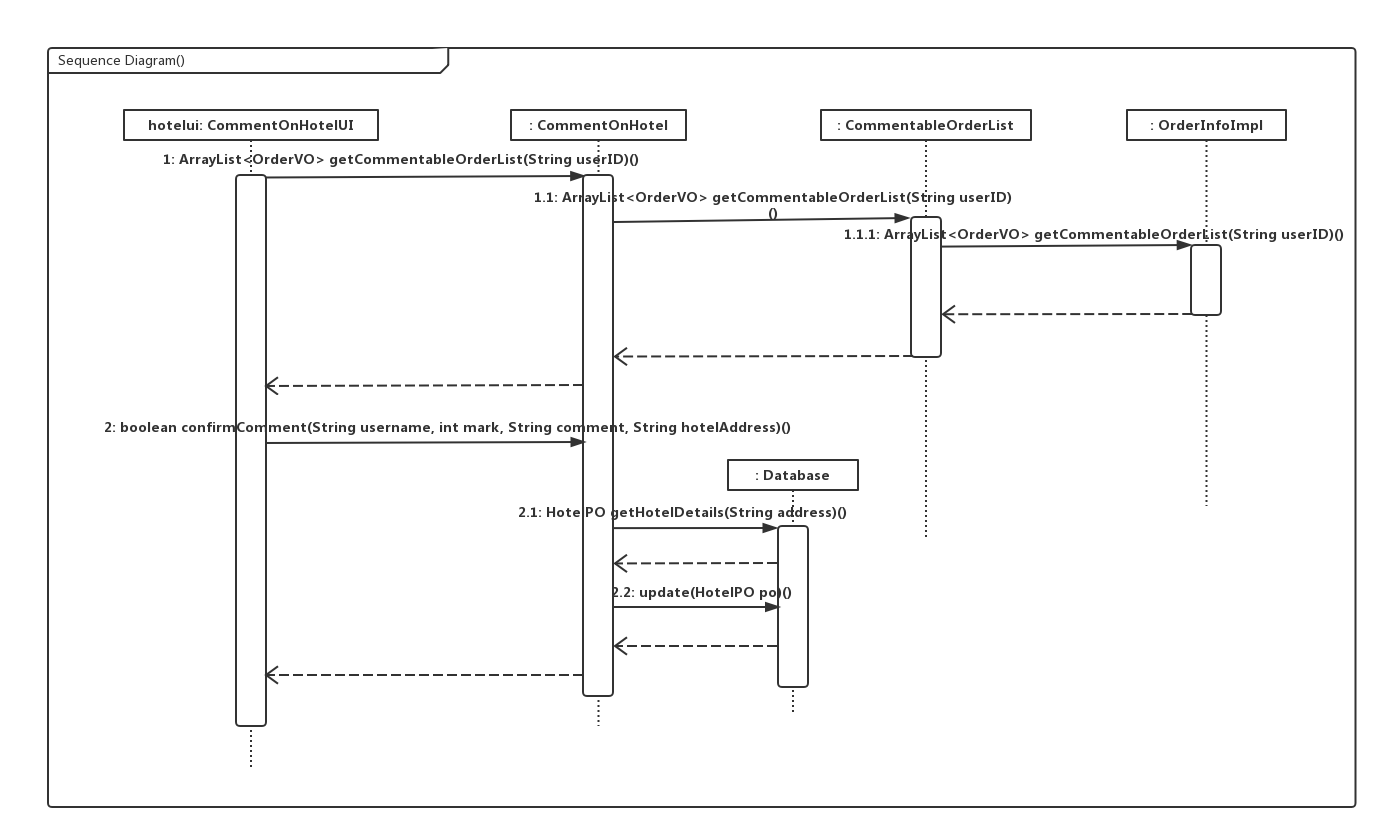 Sequence Diagram()
hotelui: CommentOnHotelUI
: CommentOnHotel
: CommentableOrderList
: OrderInfoImpl
1: ArrayList<OrderVO> getCommentableOrderList(String userID)()
1.1: ArrayList<OrderVO> getCommentableOrderList(String userID)
()
1.1.1: ArrayList<OrderVO> getCommentableOrderList(String userID)()
2: boolean confirmComment(String username, int mark, String comment, String hotelAddress)()
: Database
2.1: HotelPO getHotelDetails(String address)()
2.2: update(HotelPO po)()